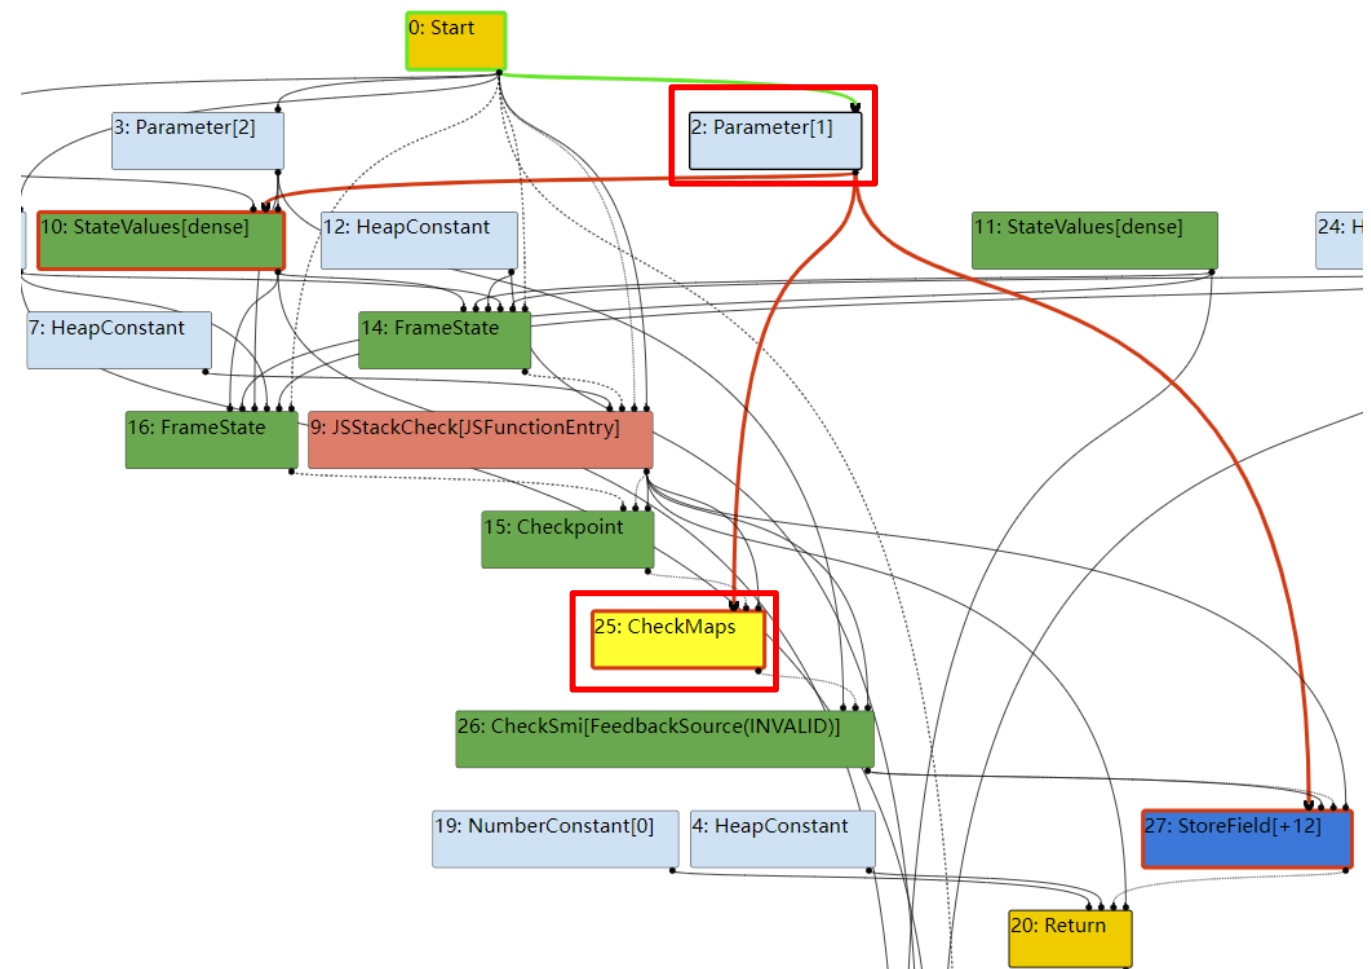 0: Start
3: Parameter[2]
2: Parameter[1]
10: StateValues[dense]
12: HeapConstant
11: StateValues[dense]
24: H
7: HeapConstant
14: FrameState
16: FrameState
9: JSStackCheck[JSFunctionEntry]
15: Checkpoint
25: CheckMaps
26: CheckSmi[FeedbackSource(INVALID)]
19: NumberConstant[0]
4: HeapConstant
27: StoreField[+12]
20: Return